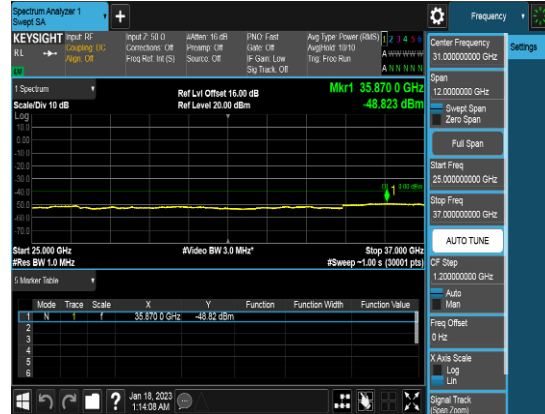 Spectrum Analyzer 1
Swept SA
+
Frequency
KEYSIGHT
RL
Input: RF
Coupling: DC
Align: Off
Input Z: 50 Ω
Corrections: Off
Freq Ref: Int (S)
#Atten: 16 dB
Preamp: Off
Source: Off
PNO: Fast
Gate: Off
IF Gain: Low
Sig Track: Off
Avg Type: Power (RMS)
Avg|Hold: 10/10
Trig: Free Run
1 2 3 4 5 6
A W W W W W
A N N N N N
1 Spectrum
Scale/Div 10 dB
Ref Lvl Offset 16.00 dB
Ref Level 20.00 dBm
Mkr1 35.870 0 GHz
-48.823 dBm
Log
10.0
0.00
-10.0
-20.0
-30.0
-40.0
-50.0
-60.0
-70.0
1
Start 25.000 GHz
#Res BW 1.0 MHz
#Video BW 3.0 MHz*
Stop 37.000 GHz
#Sweep ~1.00 s (30001 pts)
5 Marker Table
Mode Trace Scale X Y Function Function Width Function Value
1 N 1 f 35.870 0 GHz -48.82 dBm
2
3
4
5
6
Jan 18, 2023
1:14:08 AM
Center Frequency
31.000000000 GHz
Settings
Span
12.0000000 GHz
Swept Span
Zero Span
Full Span
Start Freq
25.000000000 GHz
Stop Freq
37.000000000 GHz
AUTO TUNE
CF Step
1.200000000 GHz
Auto
Man
Freq Offset
0 Hz
X Axis Scale
Log
Lin
Signal Track
(Span Zoom)